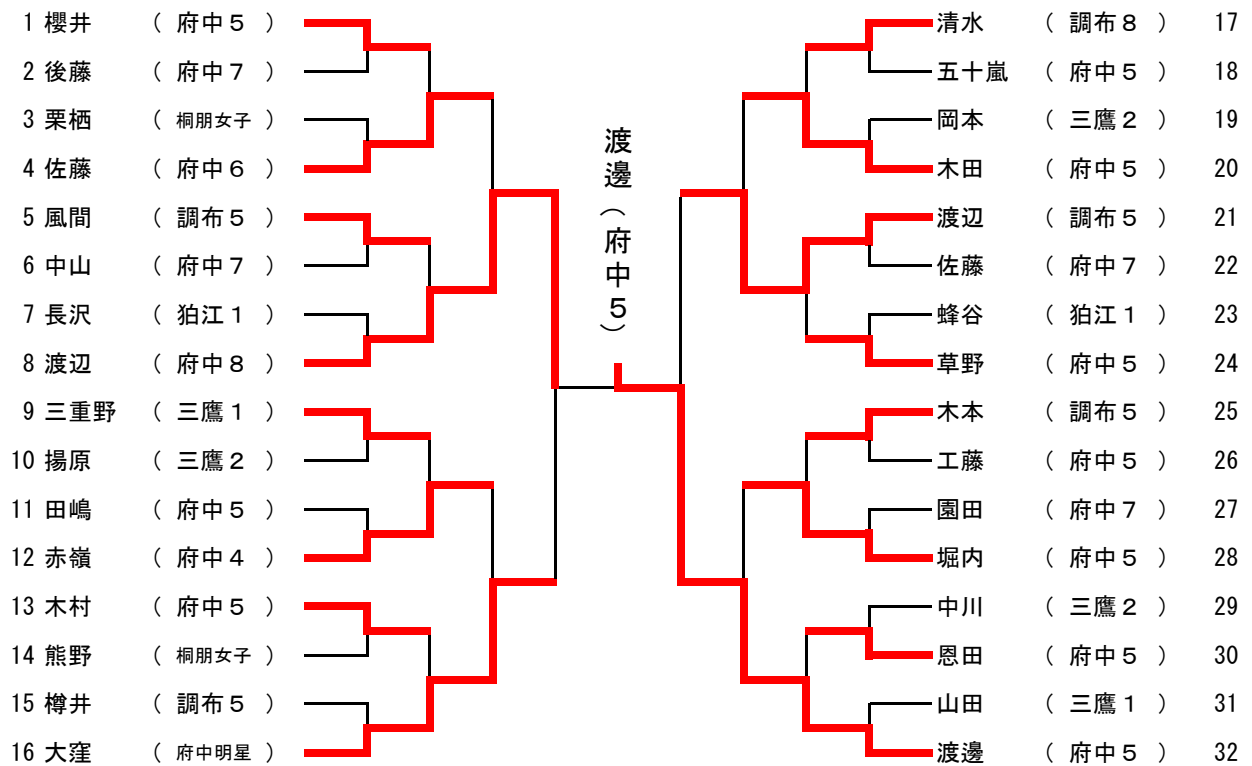 1 櫻井 （ 府中５ ）
2 後藤 （ 府中７ ）
3 栗栖 （ 桐朋女子 ）
4 佐藤 （ 府中６ ）
5 風間 （ 調布５ ）
6 中山 （ 府中７ ）
7 長沢 （ 狛江１ ）
8 渡辺 （ 府中８ ）
9 三重野 （ 三鷹１ ）
10 揚原 （ 三鷹２ ）
11 田嶋 （ 府中５ ）
12 赤嶺 （ 府中４ ）
13 木村 （ 府中５ ）
14 熊野 （ 桐朋女子 ）
15 樽井 （ 調布５ ）
16 大窪 （ 府中明星 ）
渡邊（府中５）
清水 （ 調布８ ） 17
五十嵐 （ 府中５ ） 18
岡本 （ 三鷹２ ） 19
木田 （ 府中５ ） 20
渡辺 （ 調布５ ） 21
佐藤 （ 府中７ ） 22
蜂谷 （ 狛江１ ） 23
草野 （ 府中５ ） 24
木本 （ 調布５ ） 25
工藤 （ 府中５ ） 26
園田 （ 府中７ ） 27
堀内 （ 府中５ ） 28
中川 （ 三鷹２ ） 29
恩田 （ 府中５ ） 30
山田 （ 三鷹１ ） 31
渡邊 （ 府中５ ） 32